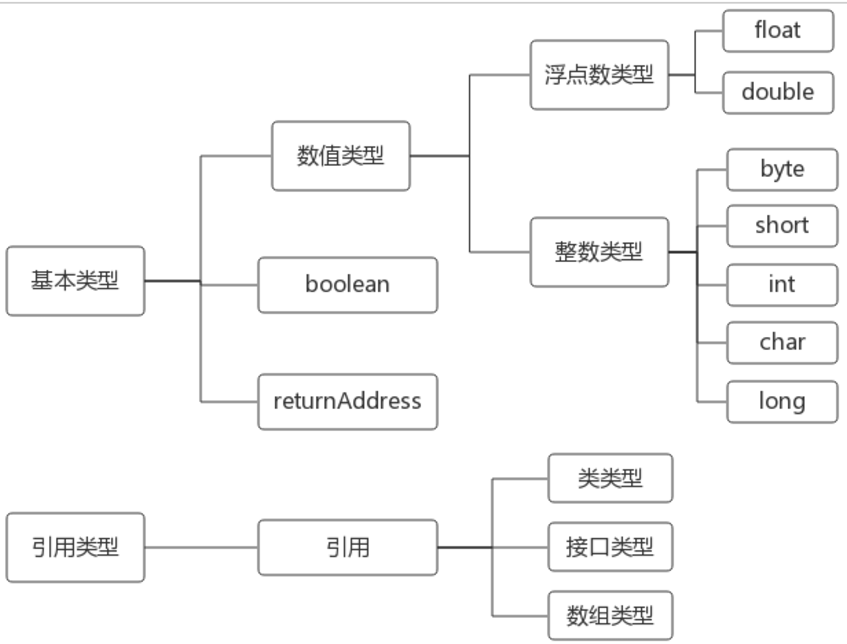 基本类型
数值类型
浮点数类型
float
double
整数类型
byte
short
int
char
long
boolean
returnAddress
引用类型
引用
类类型
接口类型
数组类型